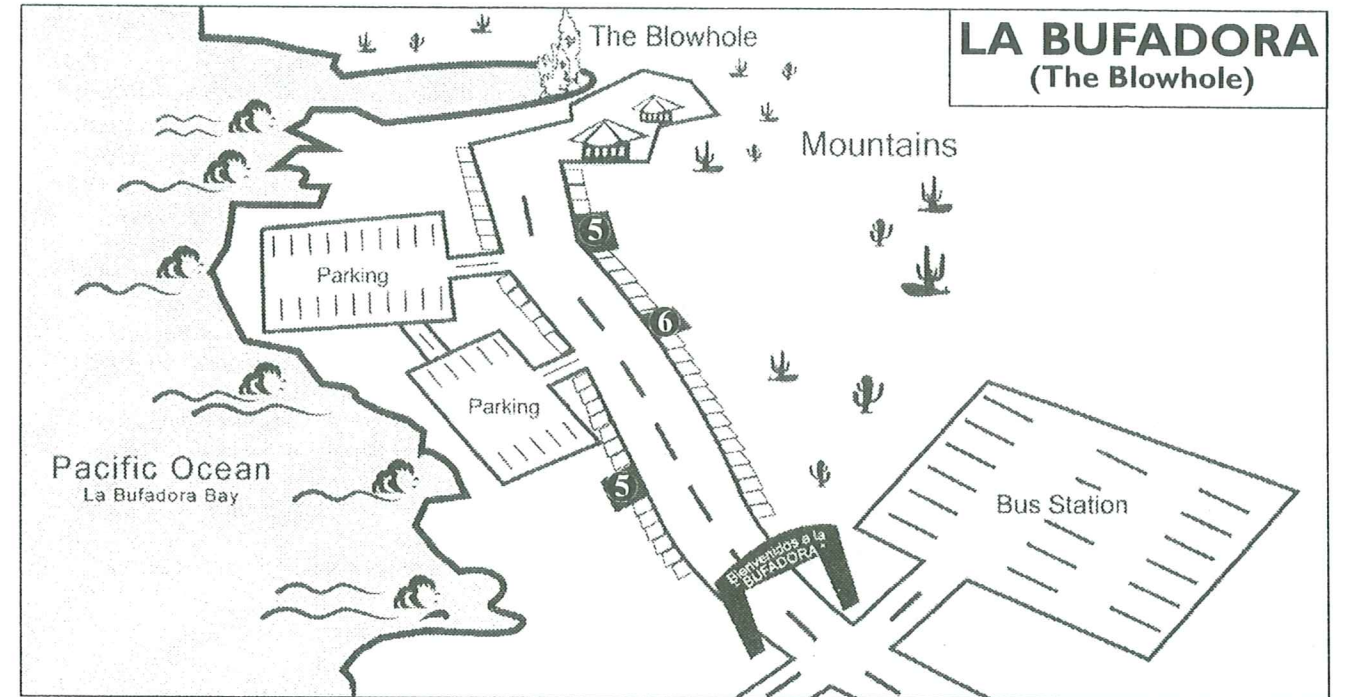 LA BUFADORA
(The Blowhole)
The Blowhole
Mountains
5
Parking
6
Parking
Pacific Ocean
La Bufadora Bay
5
Bus Station
Bienvenidos a la
BUFADORA